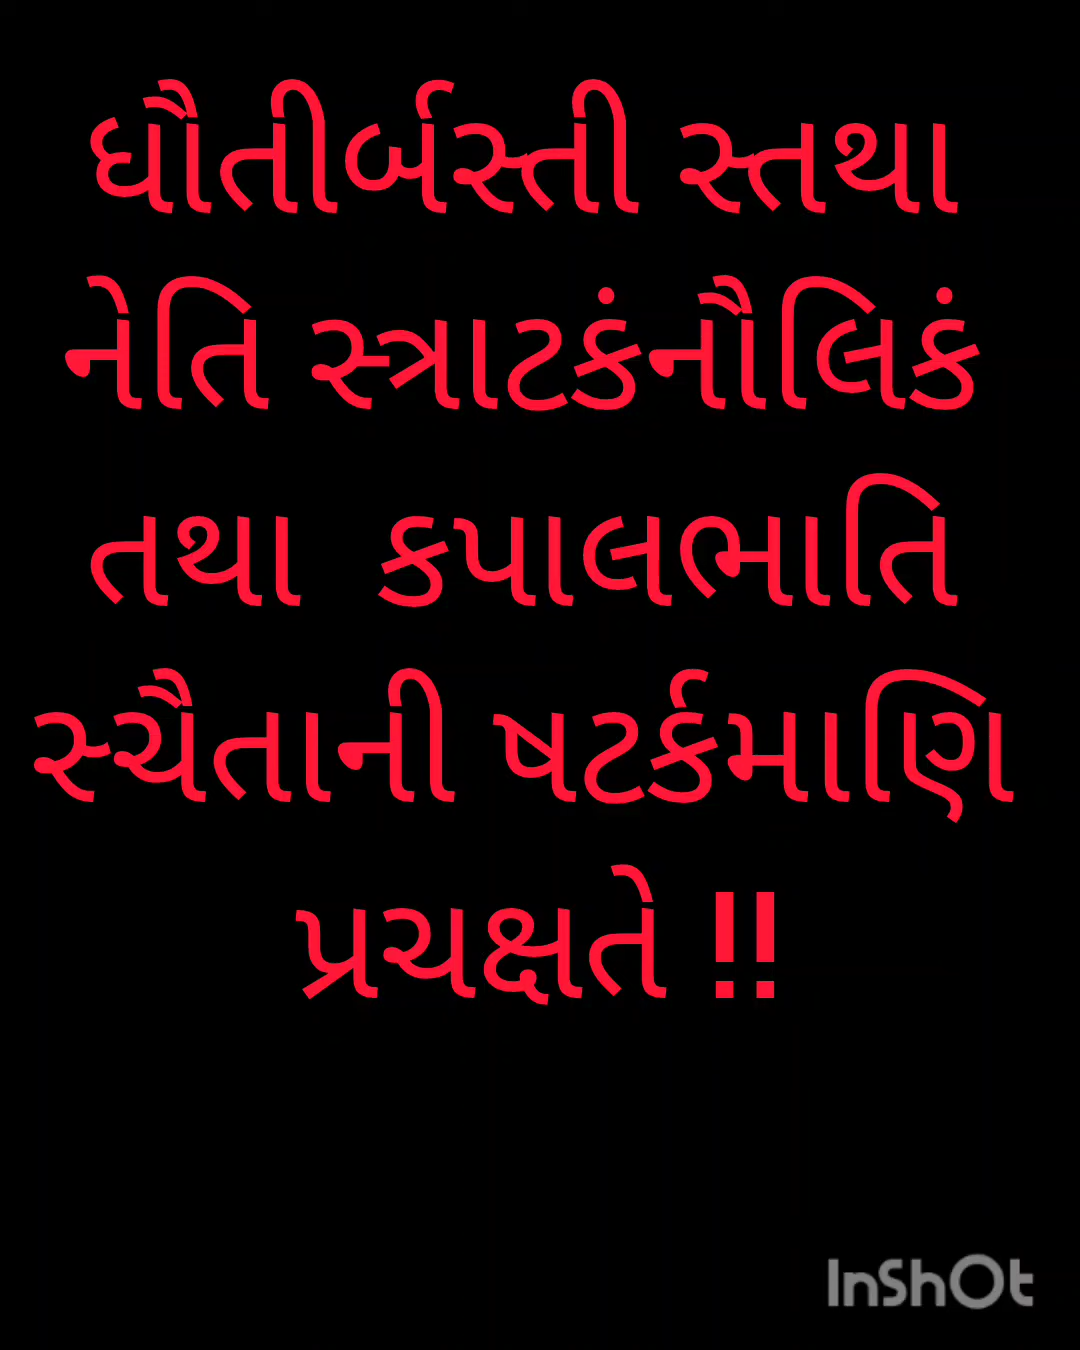 ધૌતીર્બસ્તી સ્તથા
નેતિ સ્ત્રાટકંનૌલિકં
તથા કપાલભાતિ
સ્ચૈતાની ષટર્કમાણિ
પ્રચક્ષતે !!
InShOt